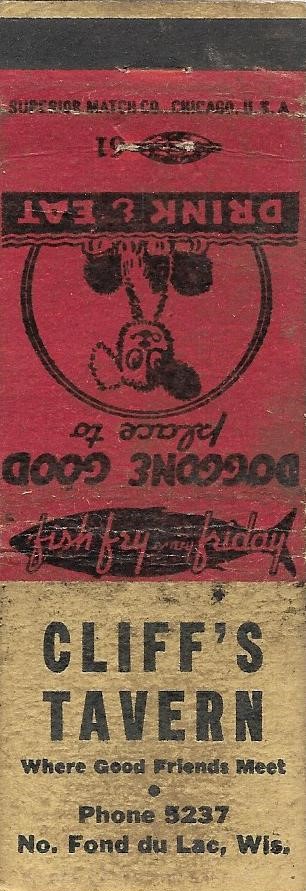 SUPERIOR MATCH CO., CHICAGO, U.S.A.
DOGGONE GOOD
place to
DRINK & EAT
fish fry every friday
CLIFF'S
TAVERN
Where Good Friends Meet
Phone 5237
No. Fond du Lac, Wis.